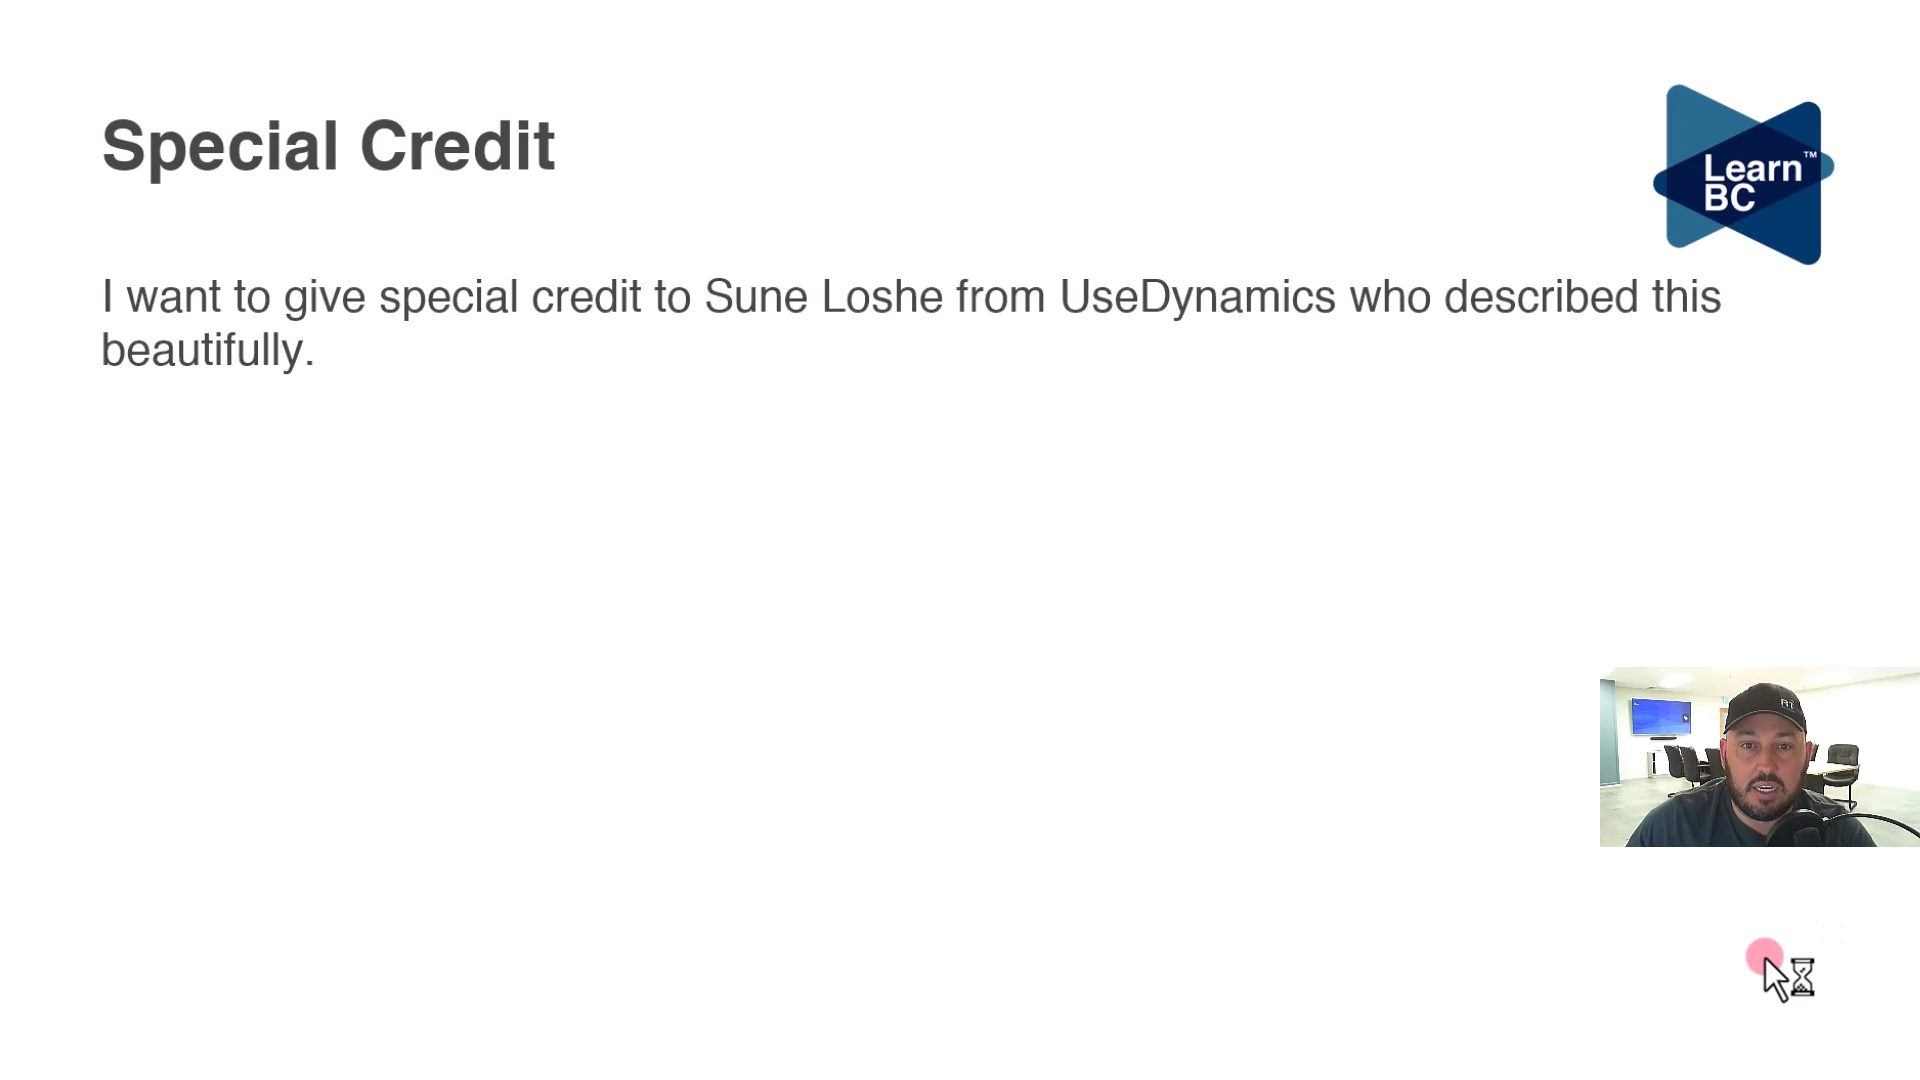 Special Credit
Learn™
BC
I want to give special credit to Sune Loshe from UseDynamics who described this
beautifully.